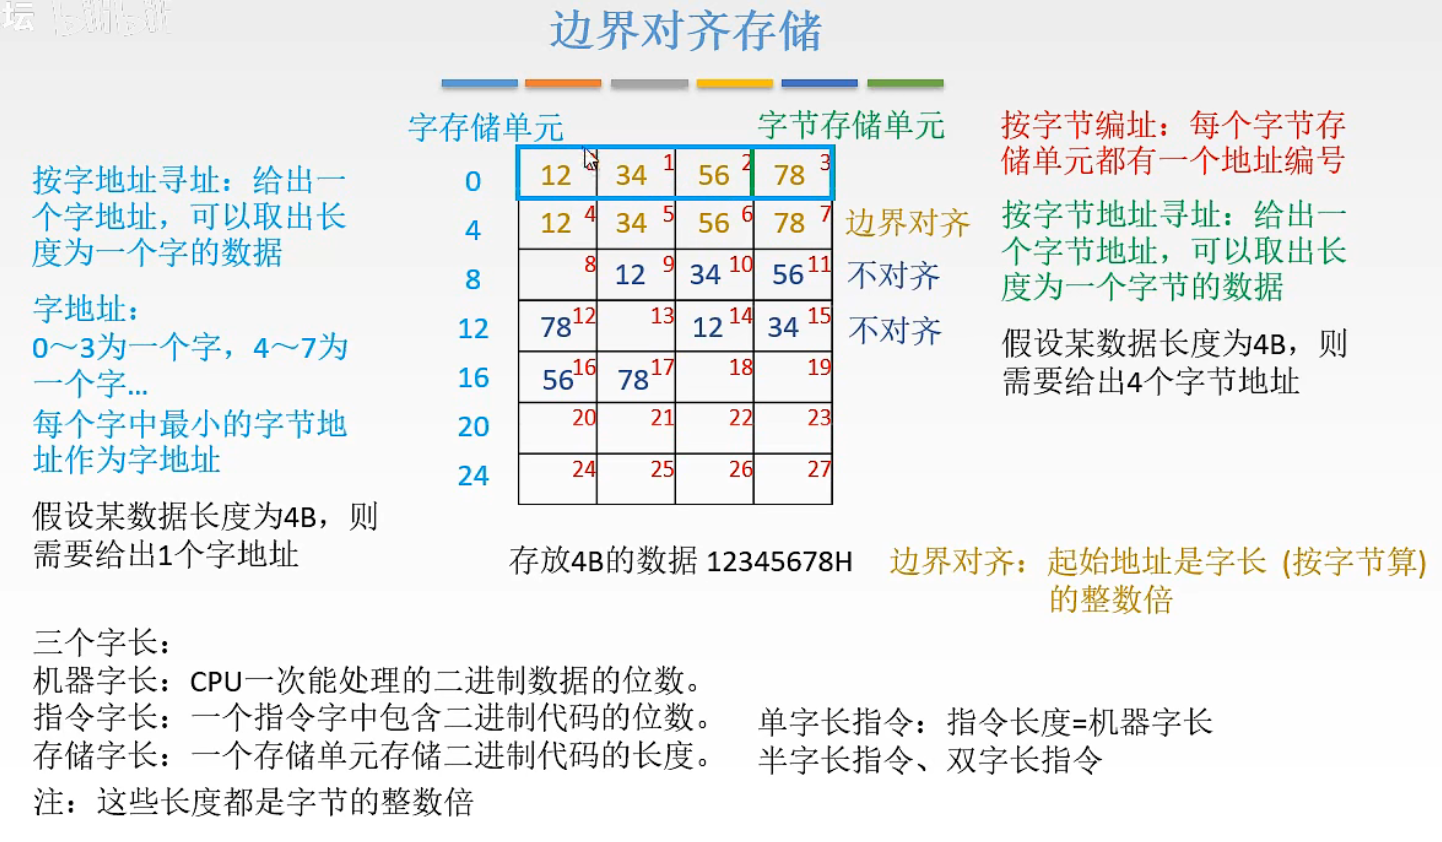 坛
边界对齐存储
字存储单元
字节存储单元
按字地址寻址：给出一
个字地址，可以取出长
度为一个字的数据
字地址：
0～3为一个字，4～7为
一个字…
每个字中最小的字节地
址作为字地址
假设某数据长度为4B，则
需要给出1个字地址
0 12 34 1 56 2 78 3
4 12 4 34 5 56 6 78 7 边界对齐
8 8 12 9 34 10 56 11 不对齐
12 78 12 13 12 14 34 15 不对齐
16 56 16 78 17 18 19
20 20 21 22 23
24 24 25 26 27
按字节编址：每个字节存
储单元都有一个地址编号
按字节地址寻址：给出一
个字节地址，可以取出长
度为一个字节的数据
假设某数据长度为4B，则
需要给出4个字节地址
存放4B的数据 12345678H
边界对齐：起始地址是字长 (按字节算)
的整数倍
三个字长：
机器字长：CPU一次能处理的二进制数据的位数。
指令字长：一个指令字中包含二进制代码的位数。
存储字长：一个存储单元存储二进制代码的长度。
单字长指令：指令长度=机器字长
半字长指令、双字长指令
注：这些长度都是字节的整数倍